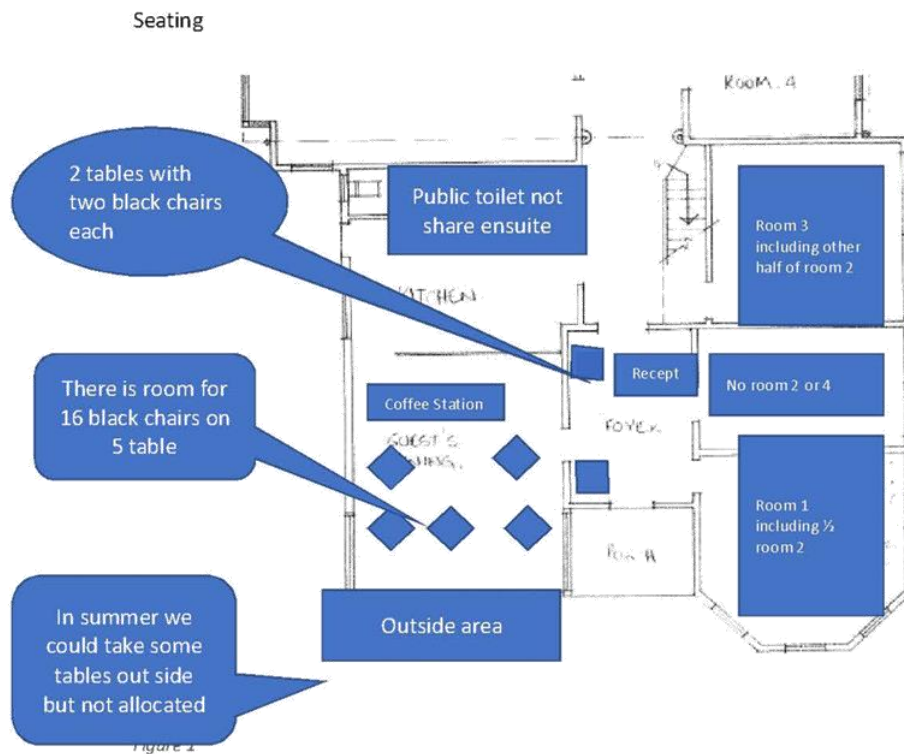 Seating
ROOM. 4
2 tables with
two black chairs
each
Public toilet not
share ensuite
Room 3
including other
half of room 2
KITCHEN
There is room for
16 black chairs on
5 table
Coffee Station
Recept
No room 2 or 4
GUEST'S
FOYER
Room 1
including ½
room 2
In summer we
could take some
tables out side
but not allocated
Outside area
Figure 1